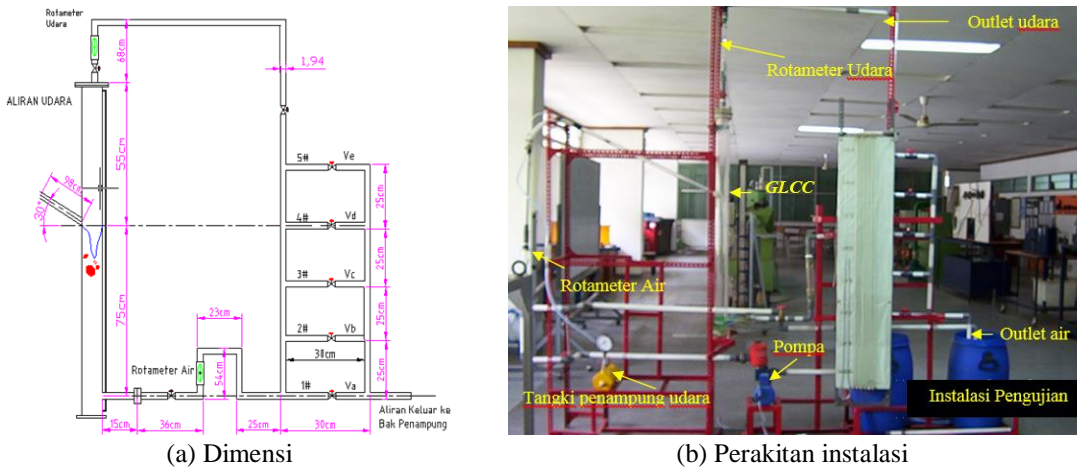 Rotameter
Udara
68cm
1,94
ALIRAN UDARA
55cm
98cm
30°
5#
Ve
25cm
4#
Vd
25cm
3#
Vc
75cm
25cm
2#
Vb
23cm
Rotameter Air
54cm
30cm
25cm
1#
Va
Aliran Keluar ke
Bak Penampung
15cm
36cm
25cm
30cm
(a) Dimensi
Outlet udara
Rotameter Udara
GLCC
Rotameter Air
Outlet air
Pompa
Tangki penampung udara
Instalasi Pengujian
(b) Perakitan instalasi